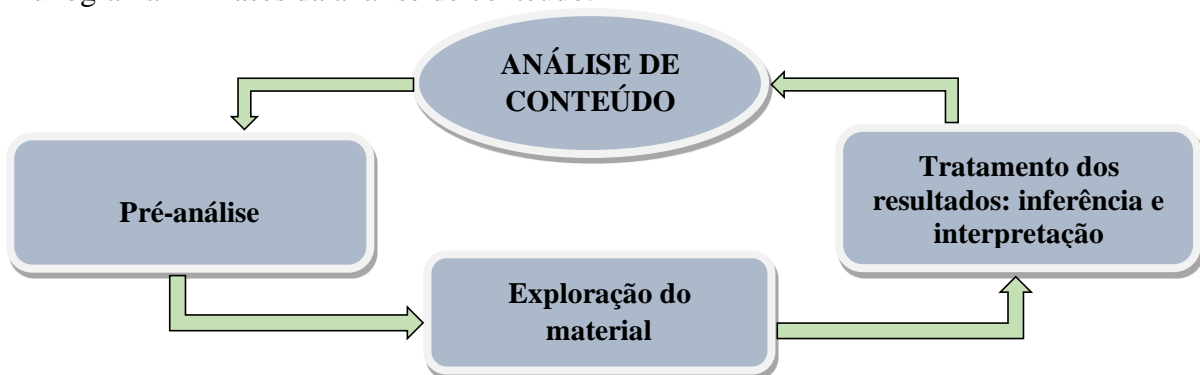 ANÁLISE DE
CONTEÚDO
Pré-análise
Exploração do
material
Tratamento dos
resultados: inferência e
interpretação